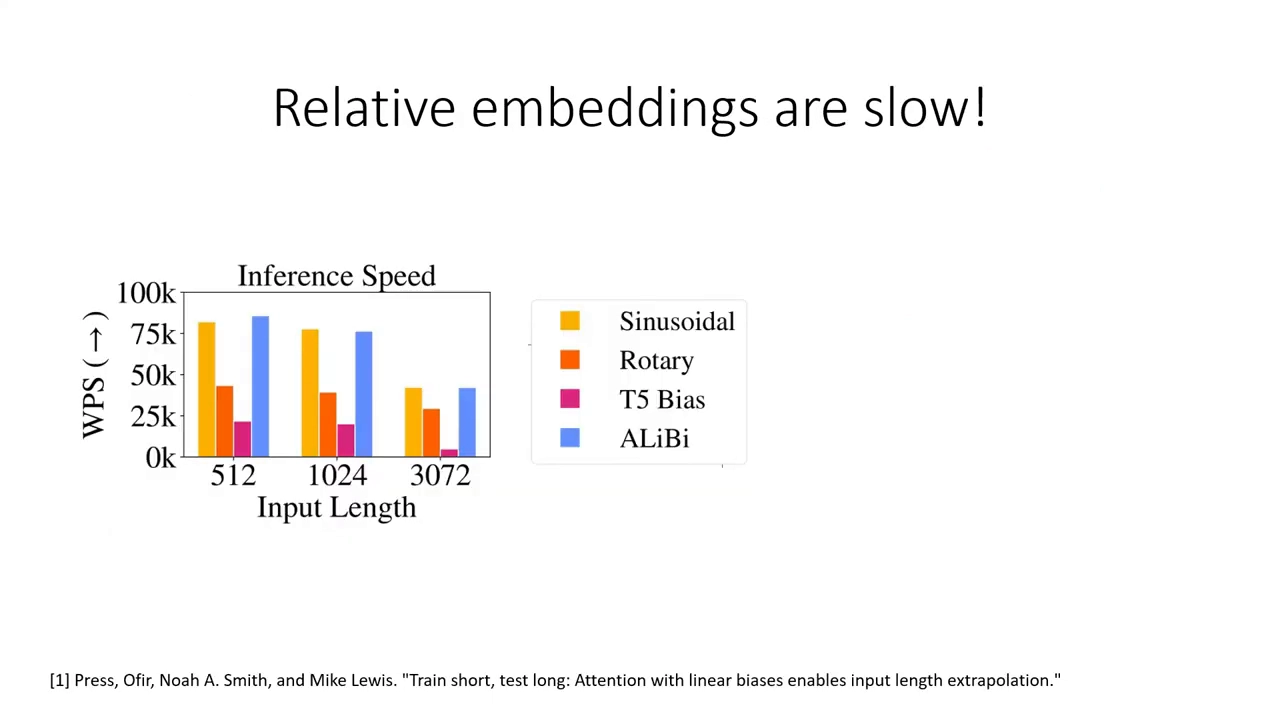 Relative embeddings are slow!
Inference Speed
WPS (→)
100k
75k
50k
25k
0k
512 1024 3072
Input Length
Sinusoidal
Rotary
T5 Bias
ALiBi
[1] Press, Ofir, Noah A. Smith, and Mike Lewis. "Train short, test long: Attention with linear biases enables input length extrapolation."